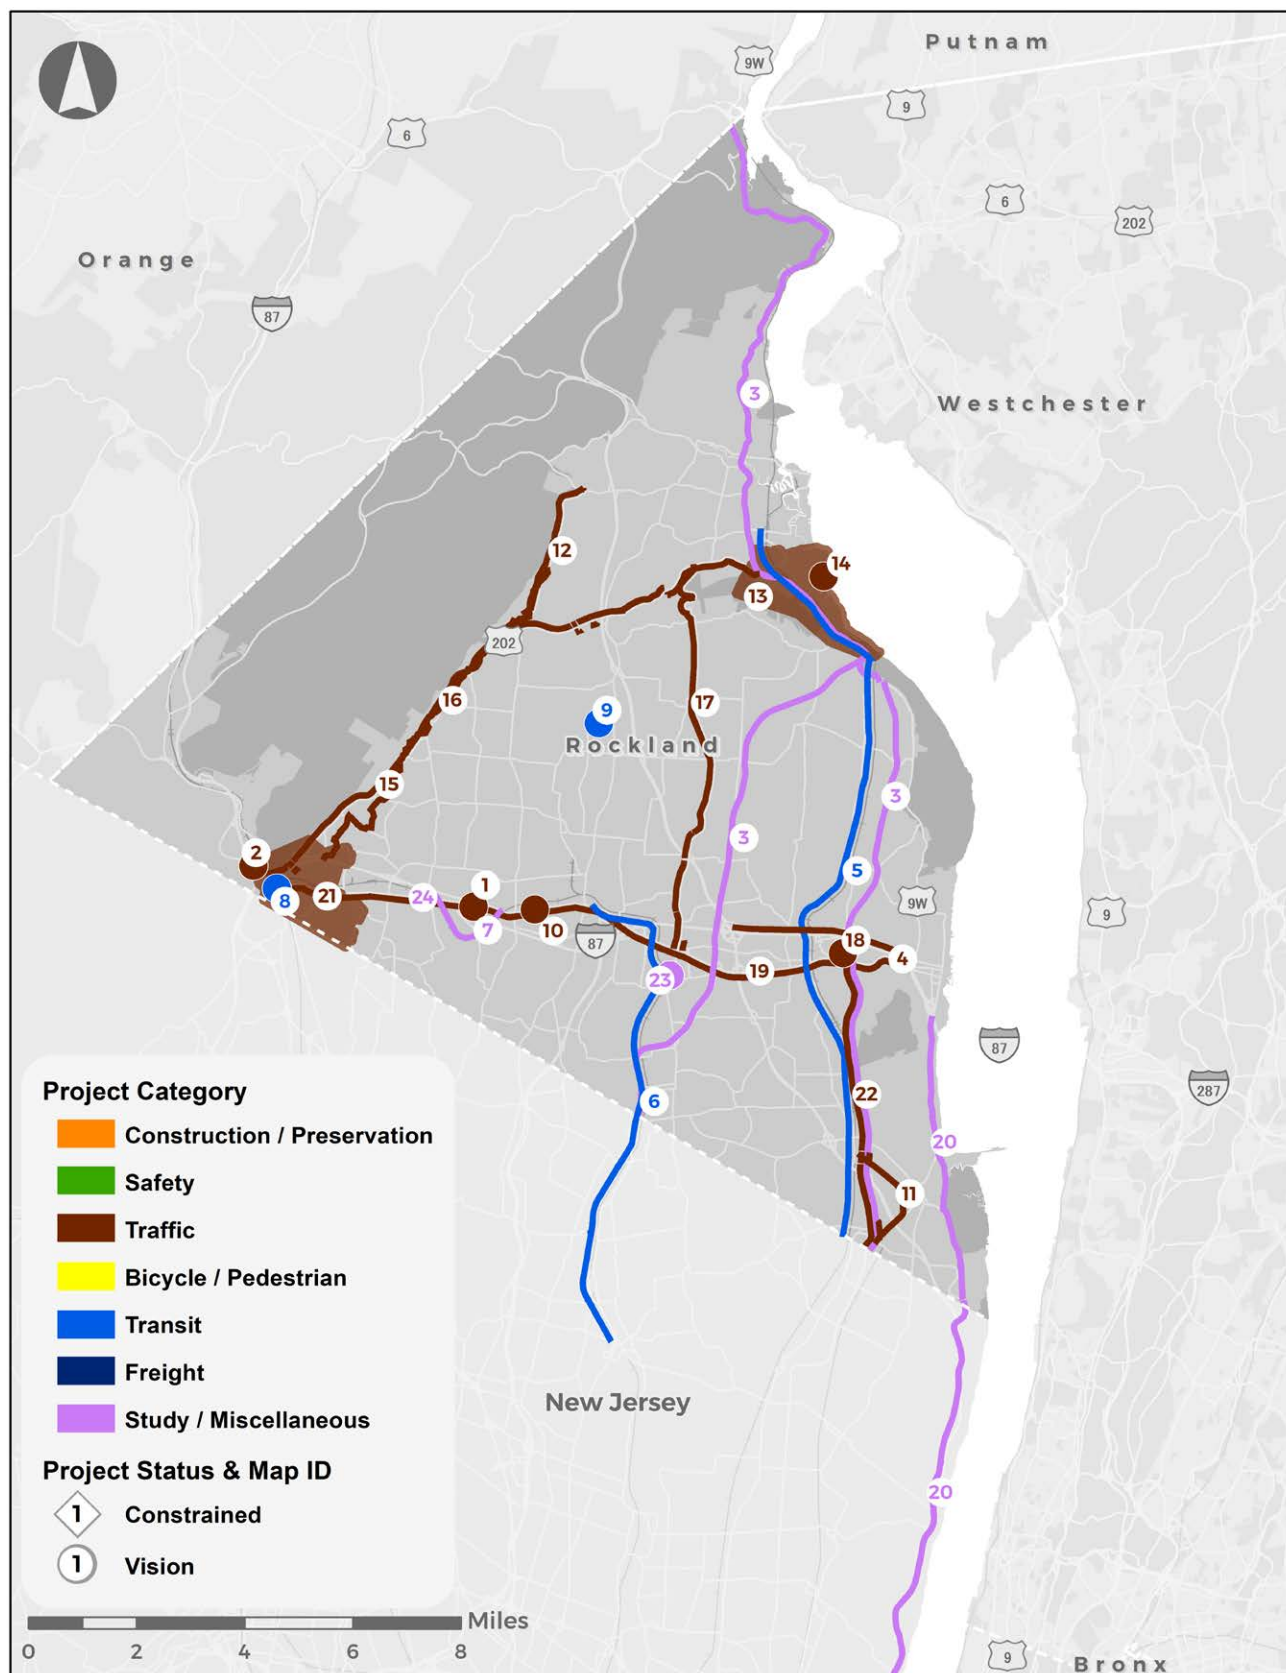 Putnam
9W
9
6
6
202
Orange
87
Westchester
3
12
14
13
202
17
16
9
Rockland
15
3
3
2
5
8
21
24
1
7
10
87
9W
9
18
4
19
23
87
287
22
6
20
11
New Jersey
20
Project Category
Construction / Preservation
Safety
Traffic
Bicycle / Pedestrian
Transit
Freight
Study / Miscellaneous
Project Status & Map ID
1 Constrained
1 Vision
Miles
0 2 4 6 8
9
Bronx